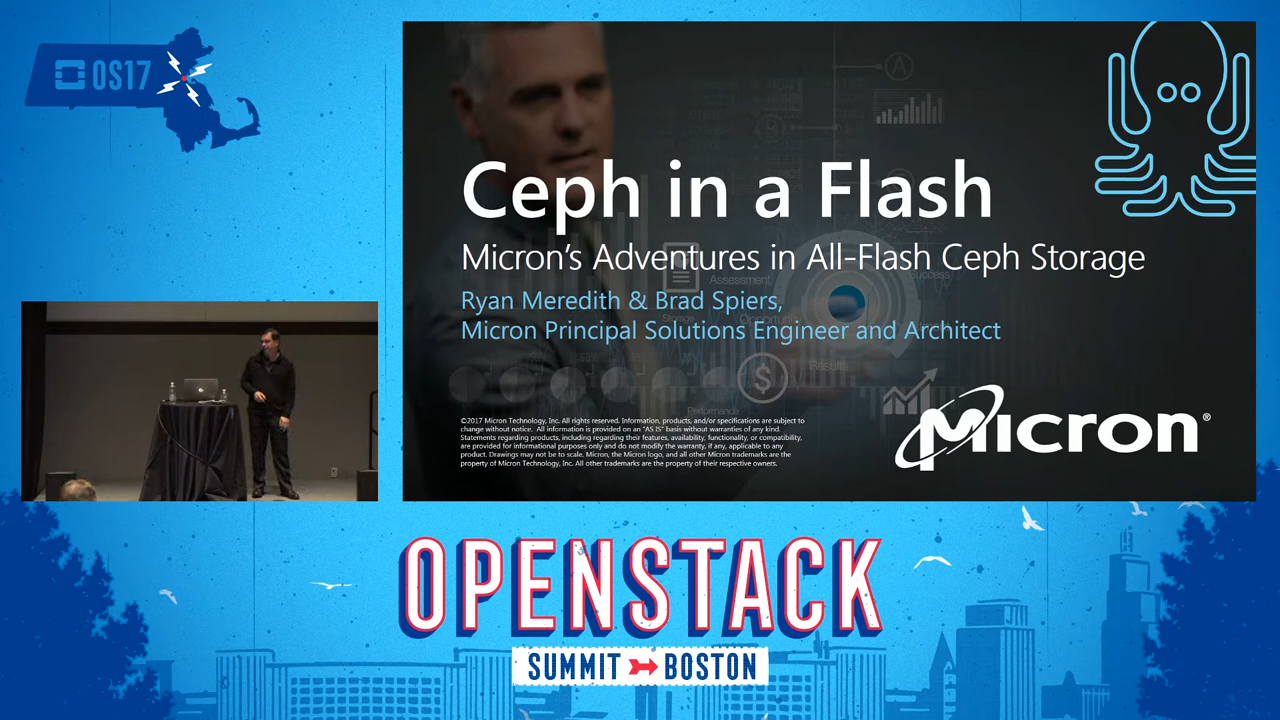 OS17
Ceph in a Flash
Micron's Adventures in All-Flash Ceph Storage
Ryan Meredith & Brad Spiers,
Micron Principal Solutions Engineer and Architect
A
B
Assessment
Success
Storage
Results
$
Performance
©2017 Micron Technology, Inc. All rights reserved. Information, products, and/or specifications are subject to
change without notice. All information is provided on an "AS IS" basis without warranties of any kind.
Statements regarding products, including regarding their features, availability, functionality, or compatibility,
are provided for informational purposes only and do not modify the warranty, if any, applicable to any
product. Drawings may not be to scale. Micron, the Micron logo, and all other Micron trademarks are the
property of Micron Technology, Inc. All other trademarks are the property of their respective owners.
Micron®
OPENSTACK
SUMMIT BOSTON